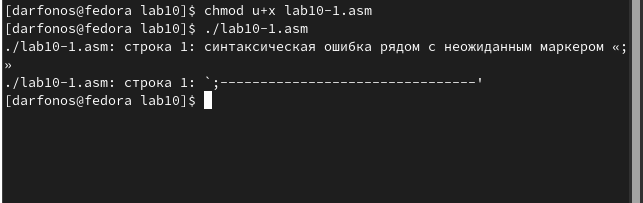 [darfonos@fedora lab10]$ chmod u+x lab10-1.asm
[darfonos@fedora lab10]$ ./lab10-1.asm
./lab10-1.asm: строка 1: синтаксическая ошибка рядом с неожиданным маркером «;
»
./lab10-1.asm: строка 1: `;--------------------------------'
[darfonos@fedora lab10]$